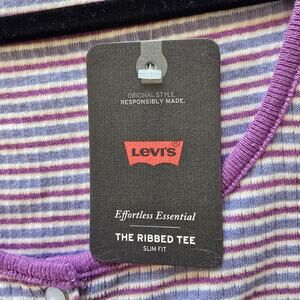 ORIGINAL STYLE.
RESPONSIBLY MADE.
LEVI'S®
Effortless Essential
THE RIBBED TEE
SLIM FIT